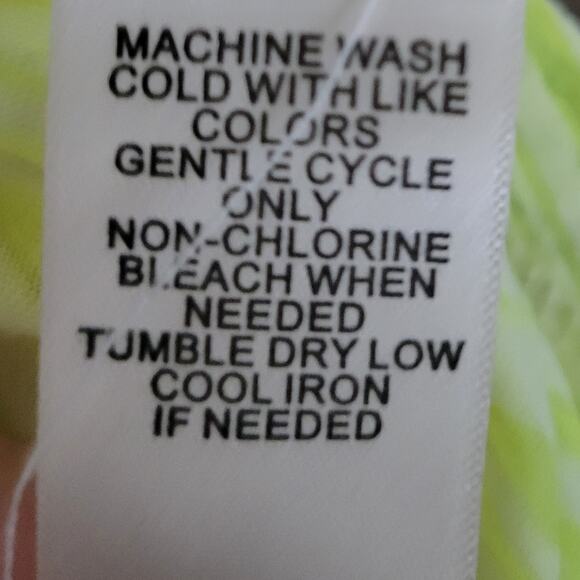 MACHINE WASH
COLD WITH LIKE
COLORS
GENTLE CYCLE
ONLY
NON-CHLORINE
BLEACH WHEN
NEEDED
TUMBLE DRY LOW
COOL IRON
IF NEEDED